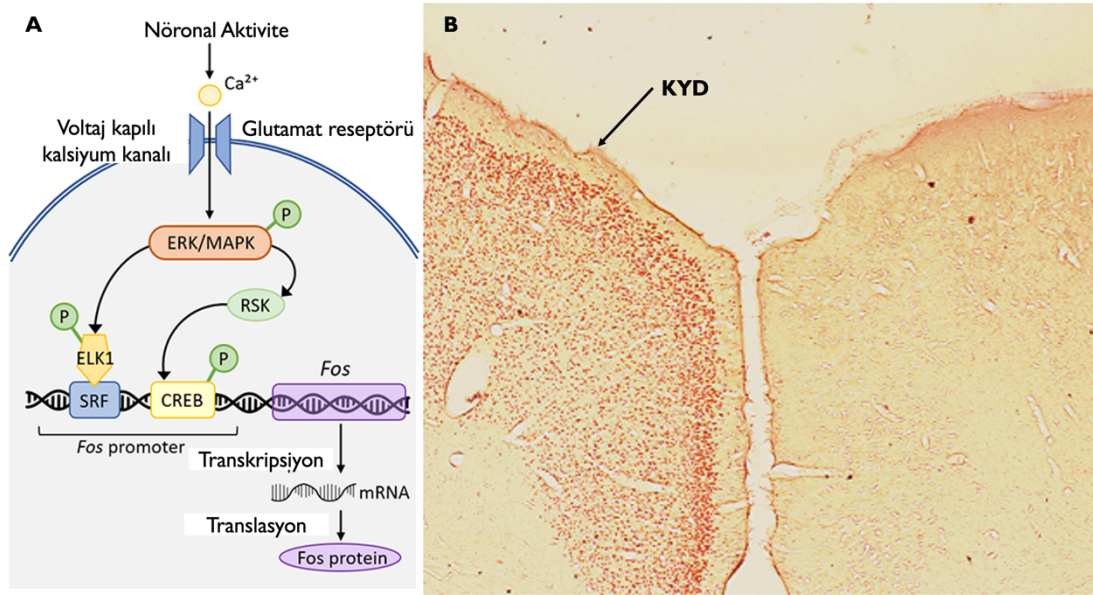 A
Nöronal Aktivite
Ca²⁺
Voltaj kapılı
kalsiyum kanalı
Glutamat reseptörü
P
ERK/MAPK
RSK
P
ELK1
P
SRF
CREB
Fos
Fos promoter
Transkripsiyon
mRNA
Translasyon
Fos protein
B
KYD